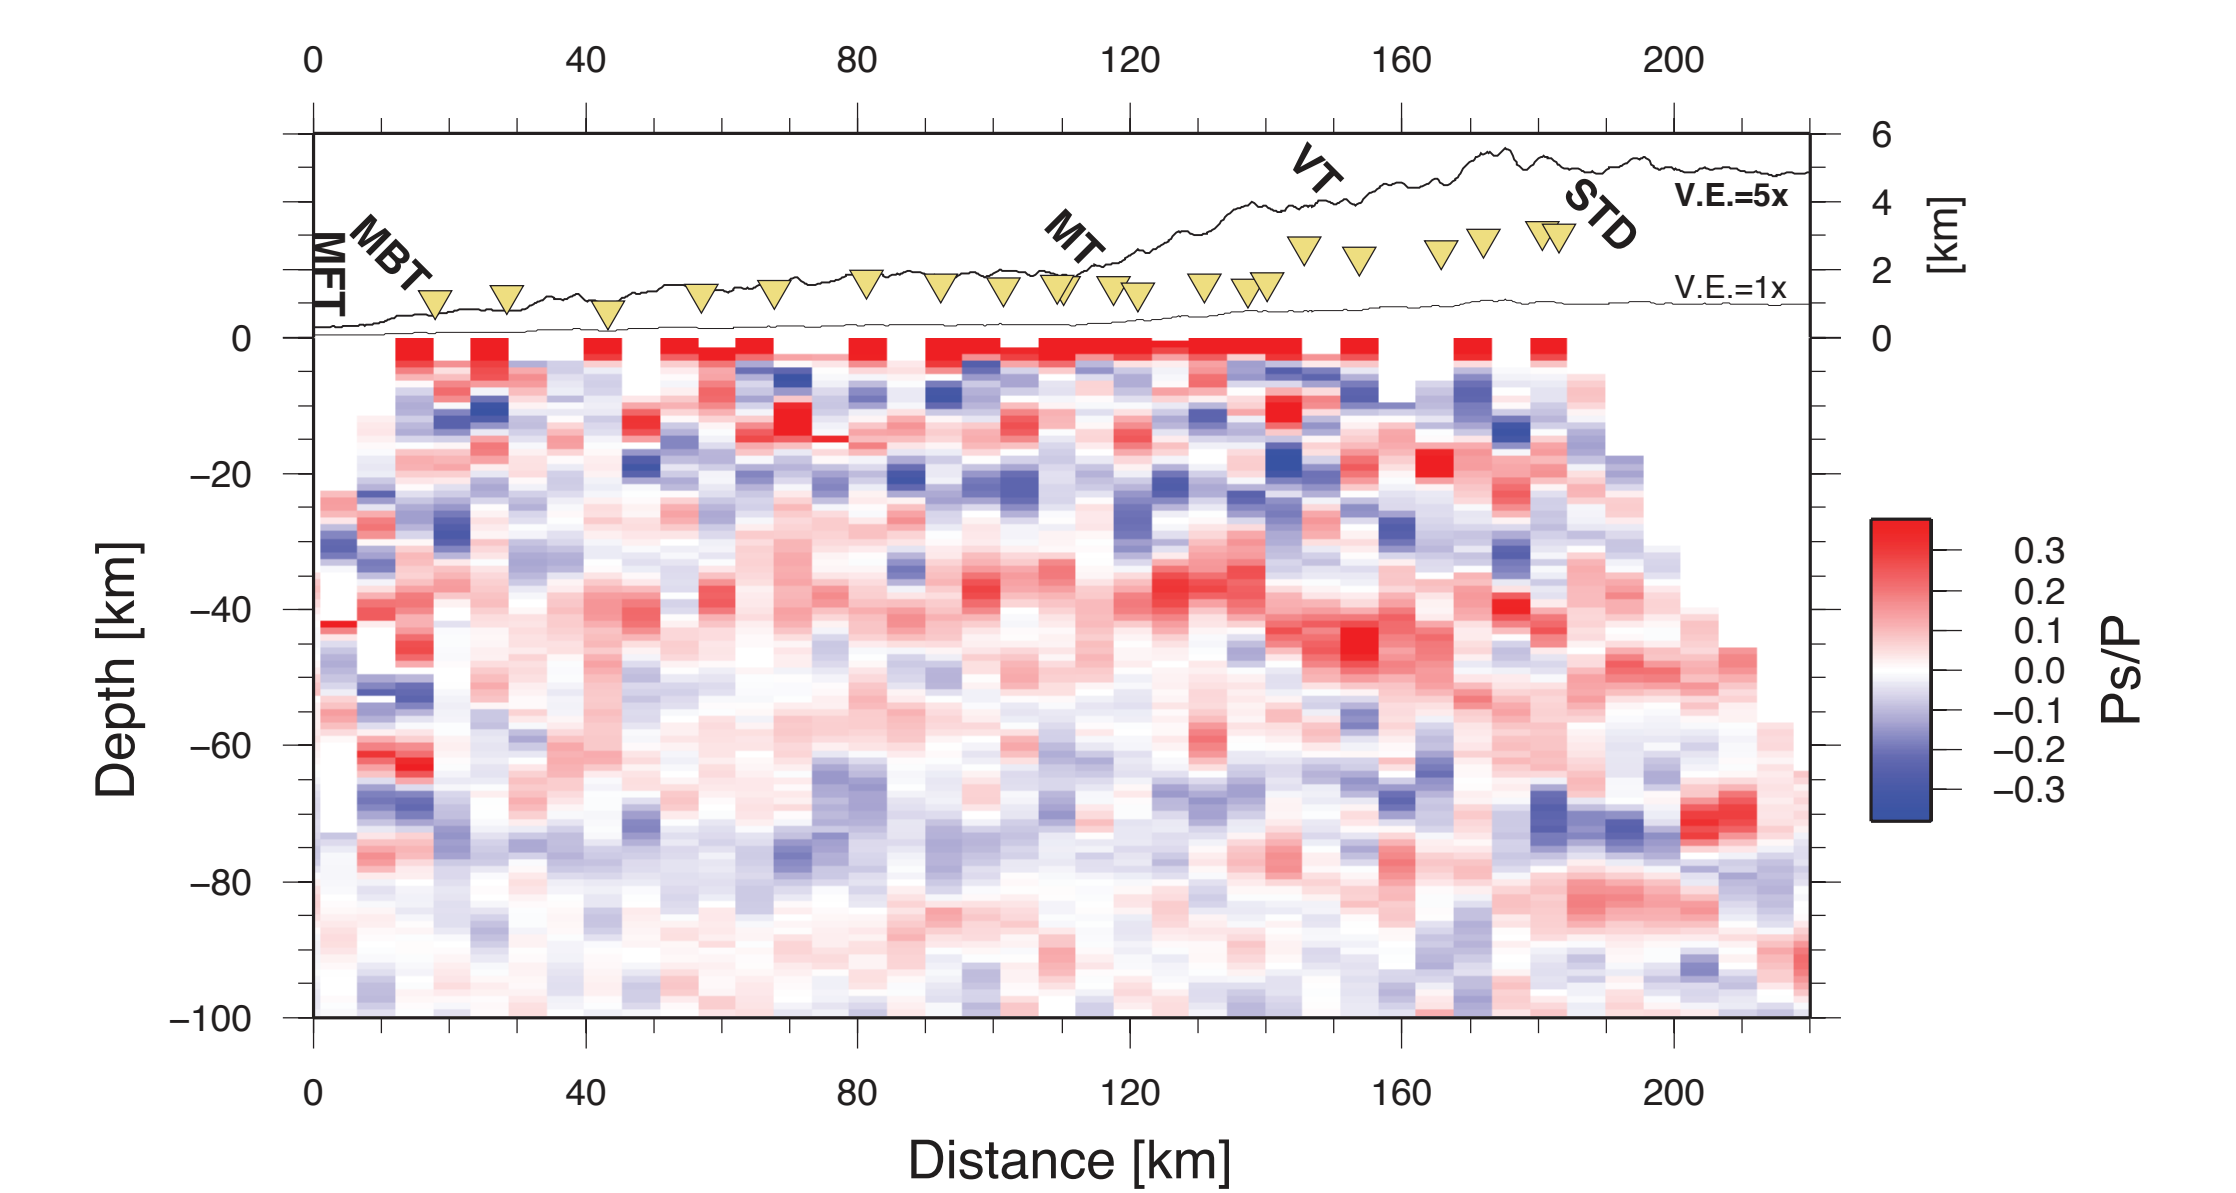 0 40 80 120 160 200
6
VT
4
V.E.=5x
STD
MBT
MT
[km]
MFT
2
V.E.=1x
0
0
−20
−40
−60
−80
−100
Depth [km]
0.3
0.2
0.1
0.0
−0.1
−0.2
−0.3
Ps/P
0 40 80 120 160 200
Distance [km]